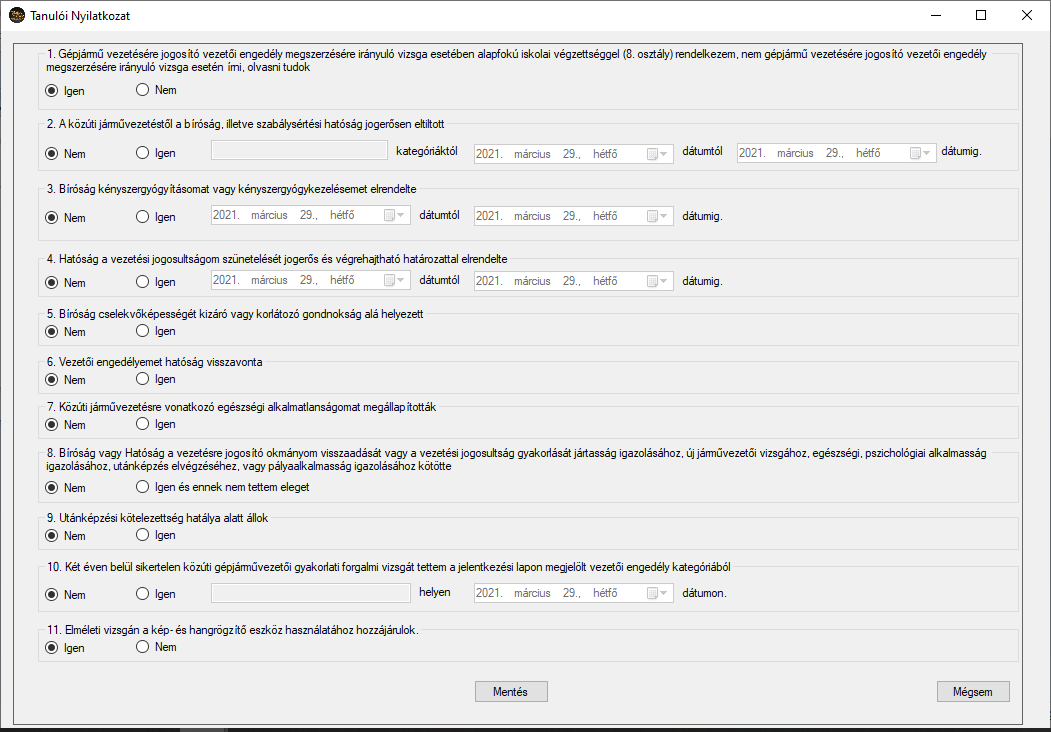 Tanulói Nyilatkozat
1. Gépjármű vezetésére jogosító vezetői engedély megszerzésére irányuló vizsga esetében alapfokú iskolai végzettséggel (8. osztály) rendelkezem, nem gépjármű vezetésére jogosító vezetői engedély
megszerzésére irányuló vizsga esetén írni, olvasni tudok
Igen Nem
2. A közúti járművezetéstől a bíróság, illetve szabálysértési hatóság jogerősen eltiltott
Nem Igen kategóriáktól 2021. március 29., hétfő dátumtól 2021. március 29., hétfő dátumig.
3. Bíróság kényszergyógyításomat vagy kényszergyógykezelésemet elrendelte
Nem Igen 2021. március 29., hétfő dátumtól 2021. március 29., hétfő dátumig.
4. Hatóság a vezetési jogosultságom szünetelését jogerős és végrehajtható határozattal elrendelte
Nem Igen 2021. március 29., hétfő dátumtól 2021. március 29., hétfő dátumig.
5. Bíróság cselekvőképességét kizáró vagy korlátozó gondnokság alá helyezett
Nem Igen
6. Vezetői engedélyemet hatóság visszavonta
Nem Igen
7. Közúti járművezetésre vonatkozó egészségi alkalmatlanságomat megállapították
Nem Igen
8. Bíróság vagy Hatóság a vezetésre jogosító okmányom visszaadását vagy a vezetési jogosultság gyakorlását jártasság igazolásához, új járművezetői vizsgához, egészségi, pszichológiai alkalmasság
igazolásához, utánképzés elvégzéséhez, vagy pályaalkalmasság igazolásához kötötte
Nem Igen és ennek nem tettem eleget
9. Utánképzési kötelezettség hatálya alatt állok
Nem Igen
10. Két éven belül sikertelen közúti gépjárművezetői gyakorlati forgalmi vizsgát tettem a jelentkezési lapon megjelölt vezetői engedély kategóriából
Nem Igen helyen 2021. március 29., hétfő dátumon.
11. Elméleti vizsgán a kép- és hangrögzítő eszköz használatához hozzájárulok.
Igen Nem
Mentés Mégsem